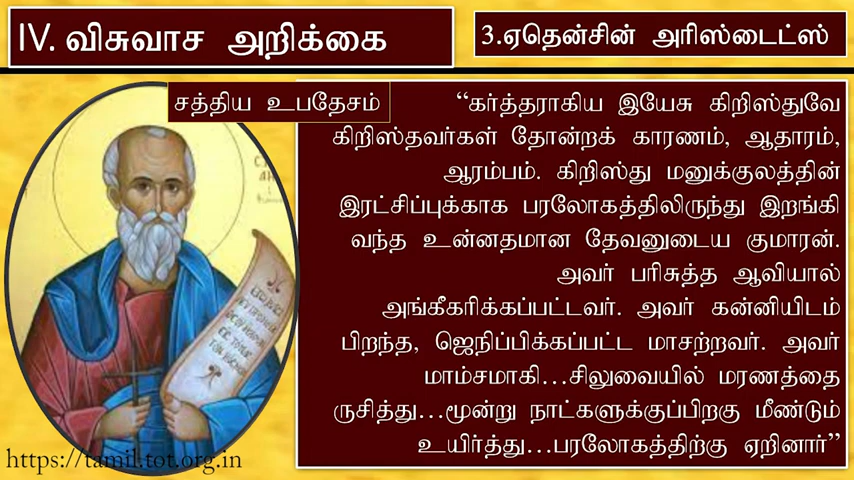 IV. விசுவாச அறிக்கை
3.ஏதென்சின் அரிஸ்டைட்ஸ்
சத்திய உபதேசம்
“கர்த்தராகிய இயேசு கிறிஸ்துவே
கிறிஸ்தவர்கள் தோன்றக் காரணம், ஆதாரம்,
ஆரம்பம். கிறிஸ்து மனுக்குலத்தின்
இரட்சிப்புக்காக பரலோகத்திலிருந்து இறங்கி
வந்த உன்னதமான தேவனுடைய குமாரன்.
அவர் பரிசுத்த ஆவியால்
அங்கீகரிக்கப்பட்டவர். அவர் கன்னியிடம்
பிறந்த, ஜெநிப்பிக்கப்பட்ட மாசற்றவர். அவர்
மாம்சமாகி...சிலுவையில் மரணத்தை
ருசித்து...மூன்று நாட்களுக்குப்பிறகு மீண்டும்
உயிர்த்து...பரலோகத்திற்கு ஏறினார்”
https://tamil.tot.org.in